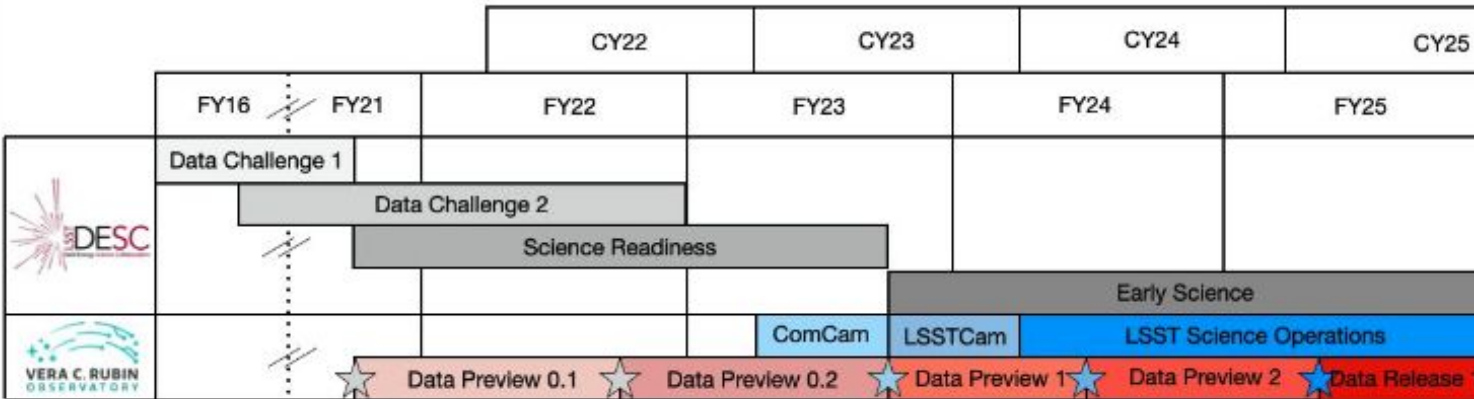 CY22 CY23 CY24 CY25
FY16 FY21 FY22 FY23 FY24 FY25
Data Challenge 1
Data Challenge 2
LSST DESC
Science Readiness
Early Science
ComCam LSSTCam LSST Science Operations
VERA C. RUBIN
OBSERVATORY
Data Preview 0.1 Data Preview 0.2 Data Preview 1 Data Preview 2 Data Release